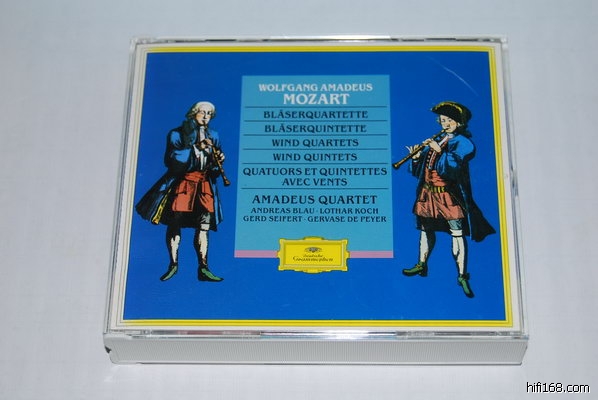 WOLFGANG AMADEUS
MOZART
BLÄSERQUARTETTE
BLÄSERQUINTETTE
WIND QUARTETS
WIND QUINTETS
QUATUORS ET QUINTETTES
AVEC VENTS
AMADEUS QUARTET
ANDREAS BLAU · LOTHAR KOCH
GERD SEIFERT · GERVASE DE PEYER
Deutsche
Grammophon
hifi168.com